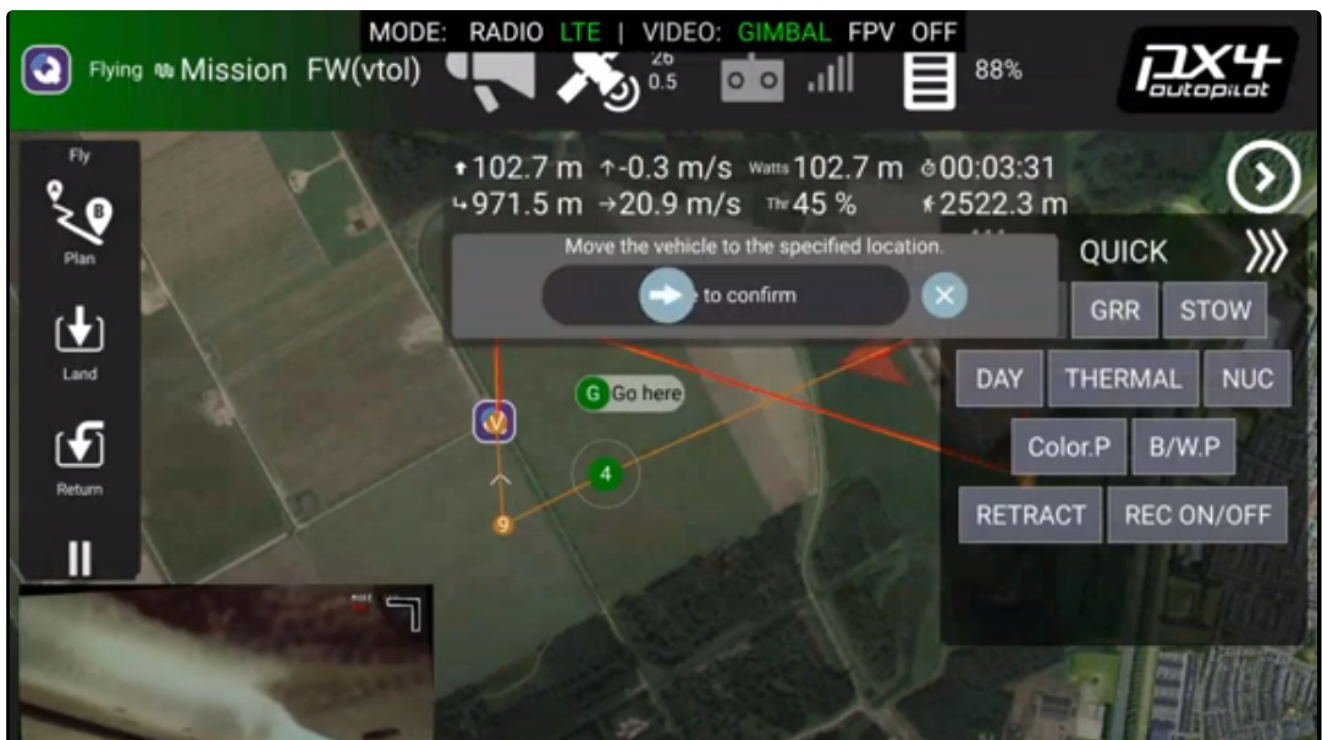 MODE: RADIO LTE | VIDEO: GIMBAL FPV OFF
Flying Mission FW(vtol)
26
0.5
88%
PX4
autopilot
Fly
102.7 m -0.3 m/s Watts 102.7 m 00:03:31
971.5 m 20.9 m/s Thr 45 % 2522.3 m
A
B
Plan
Move the vehicle to the specified location.
to confirm
QUICK
GRR STOW
Land
DAY THERMAL NUC
G Go here
V
Color.P B/W.P
4
Return
9
RETRACT REC ON/OFF